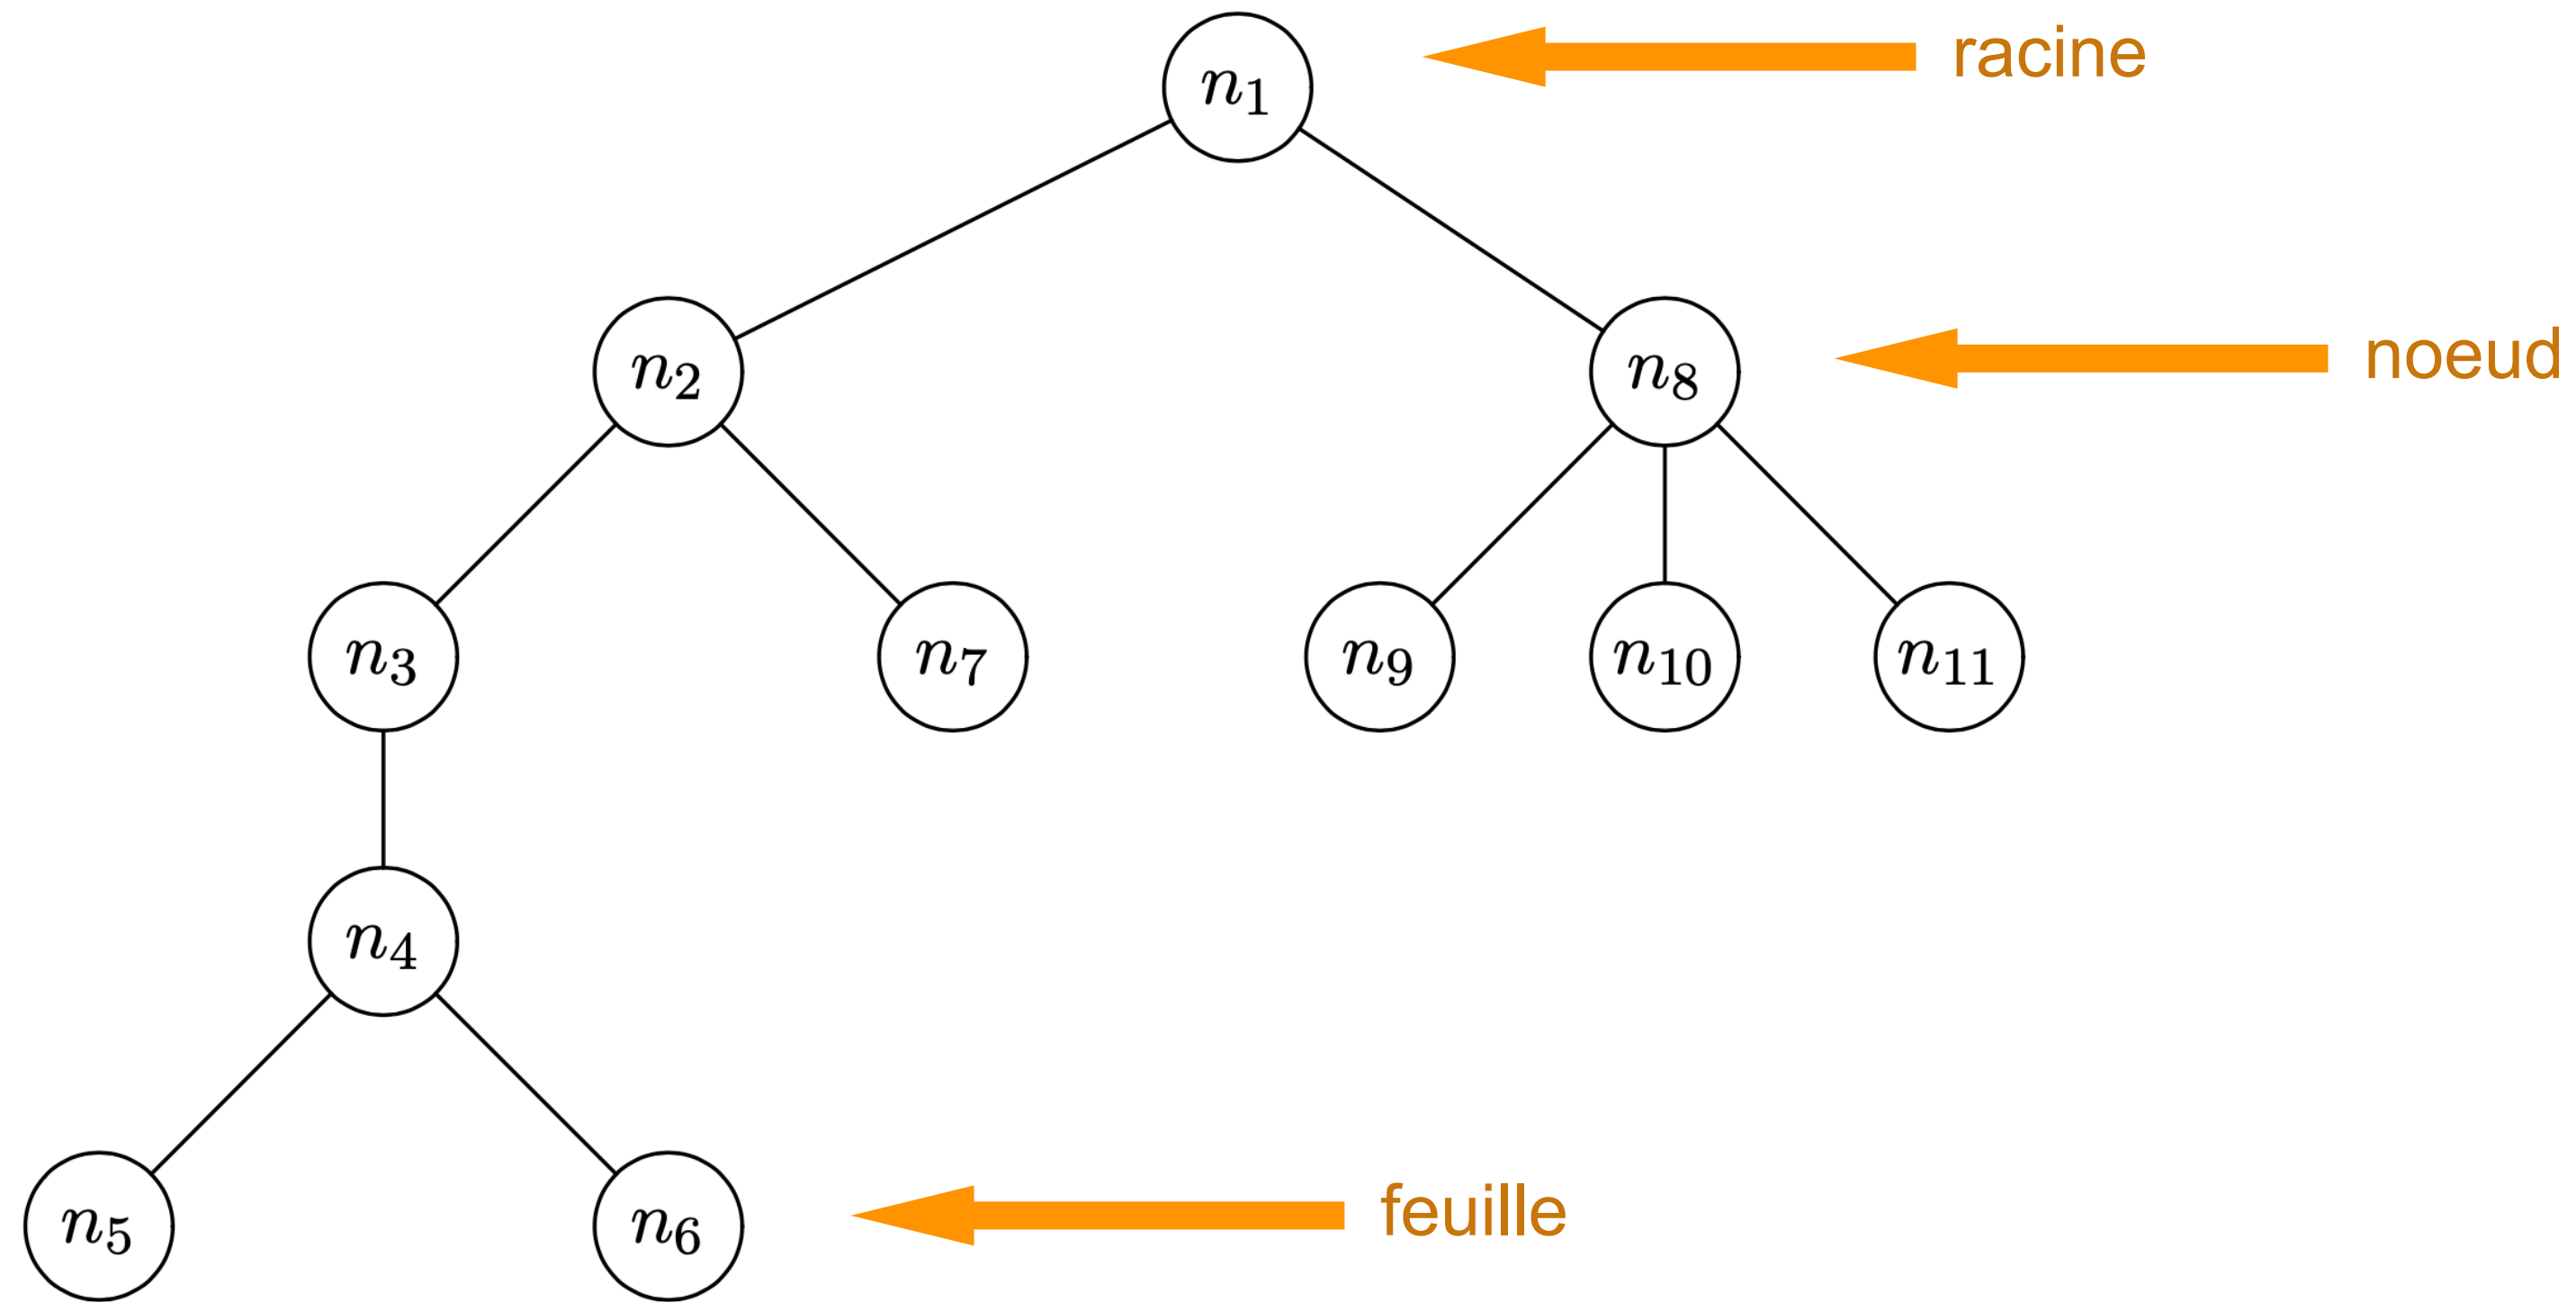 n₁ racine
n₂ n₈ noeud
n₃ n₇ n₉ n₁₀ n₁₁
n₄
n₅ n₆ feuille